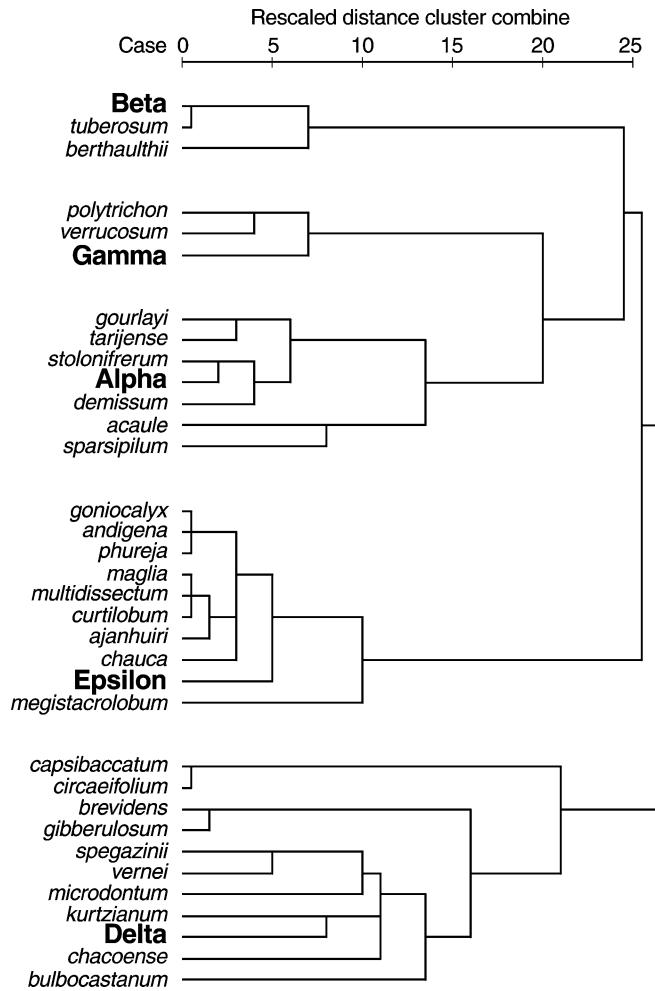 Rescaled distance cluster combine
Case 0 5 10 15 20 25
Beta
tuberosum
berthaulthii
polytrichon
verrucosum
Gamma
gourlayi
tarijense
stolonifrerum
Alpha
demissum
acaule
sparsipilum
goniocalyx
andigena
phureja
maglia
multidissectum
curtilobum
ajanhuiri
chauca
Epsilon
megistacrolobum
capsibaccatum
circaeifolium
brevidens
gibberulosum
spegazinii
vernei
microdontum
kurtzianum
Delta
chacoense
bulbocastanum